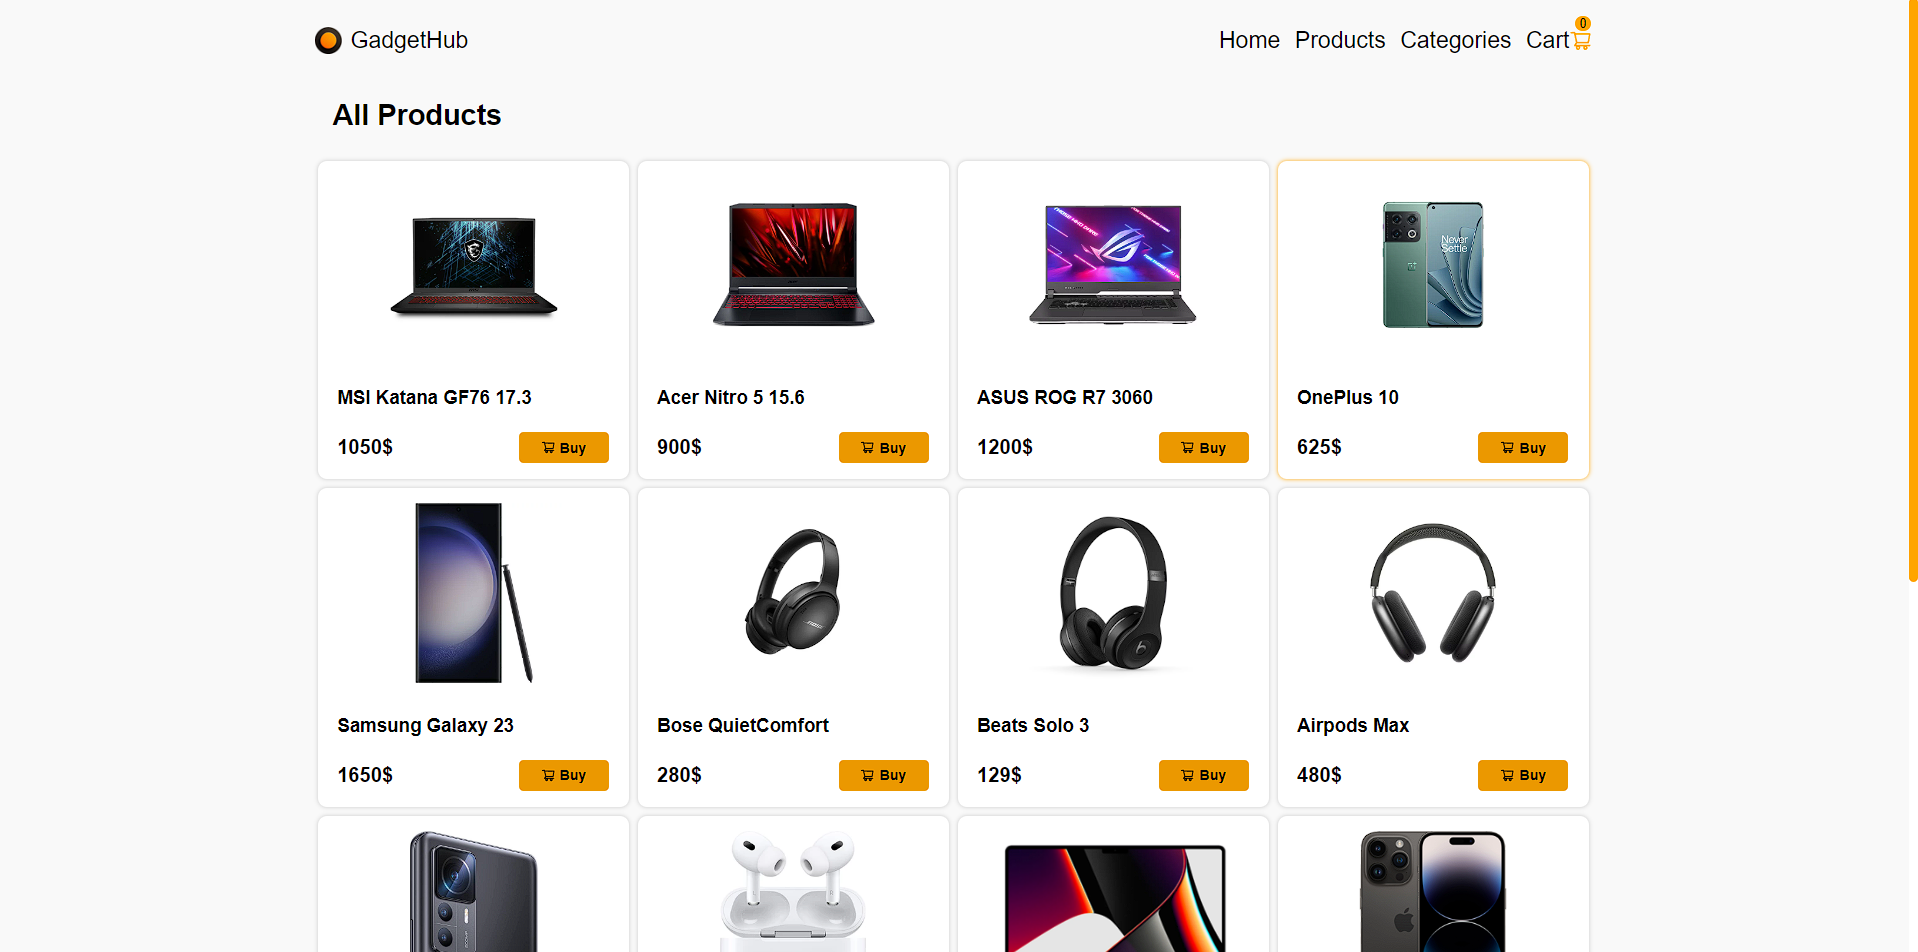 GadgetHub
Home Products Categories Cart 0
All Products
Never
Settle
MSI Katana GF76 17.3
Acer Nitro 5 15.6
ASUS ROG R7 3060
OnePlus 10
1050$ Buy
900$ Buy
1200$ Buy
625$ Buy
BOSE
Samsung Galaxy 23
Bose QuietComfort
Beats Solo 3
Airpods Max
1650$ Buy
280$ Buy
129$ Buy
480$ Buy